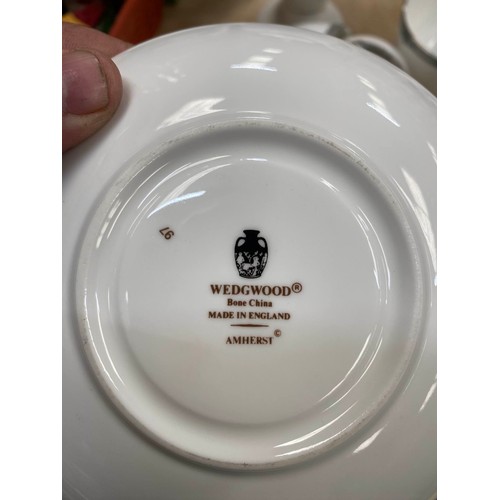 97
WEDGWOOD®
Bone China
MADE IN ENGLAND
AMHERST©